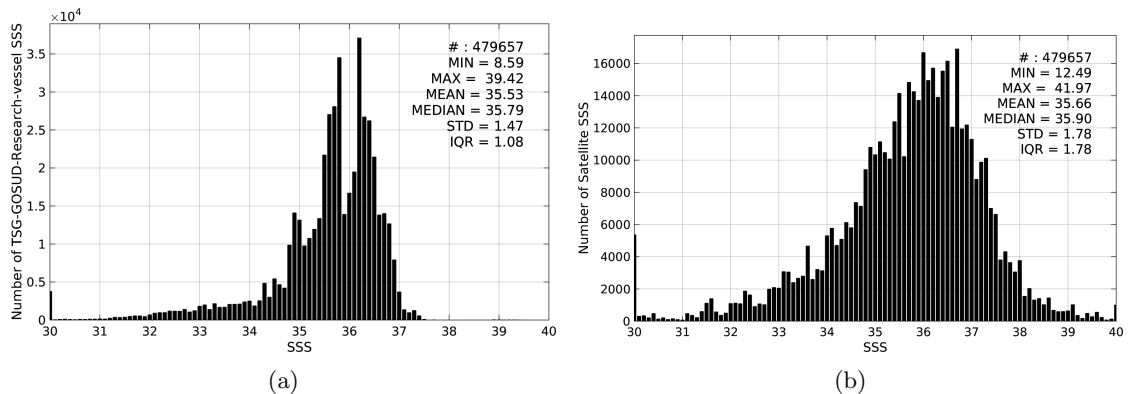 ×10⁴
Number of TSG-GOSUD-Research-vessel SSS
3.5
3
2.5
2
1.5
1
0.5
0
# : 479657
MIN = 8.59
MAX = 39.42
MEAN = 35.53
MEDIAN = 35.79
STD = 1.47
IQR = 1.08
30 31 32 33 34 35 36 37 38 39 40
SSS
(a)
Number of Satellite SSS
16000
14000
12000
10000
8000
6000
4000
2000
0
# : 479657
MIN = 12.49
MAX = 41.97
MEAN = 35.66
MEDIAN = 35.90
STD = 1.78
IQR = 1.78
30 31 32 33 34 35 36 37 38 39 40
SSS
(b)